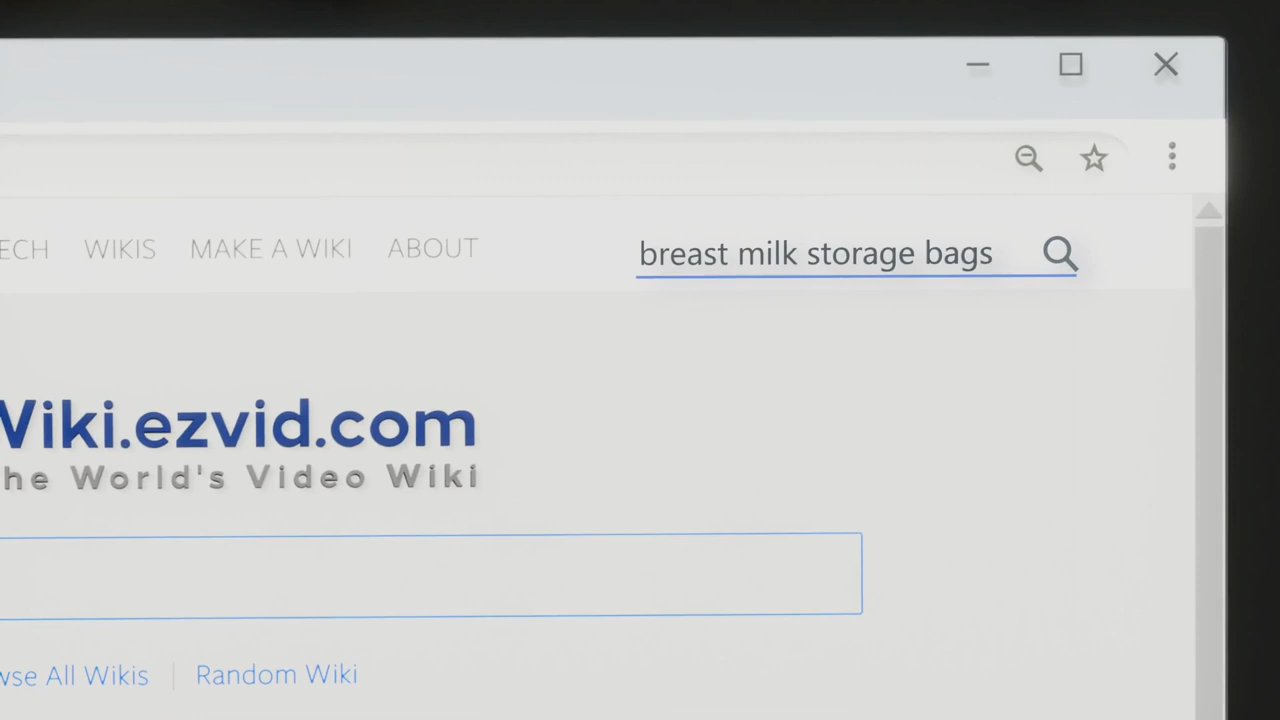 ECH WIKIS MAKE A WIKI ABOUT
breast milk storage bags
Wiki.ezvid.com
he World's Video Wiki
wse All Wikis | Random Wiki